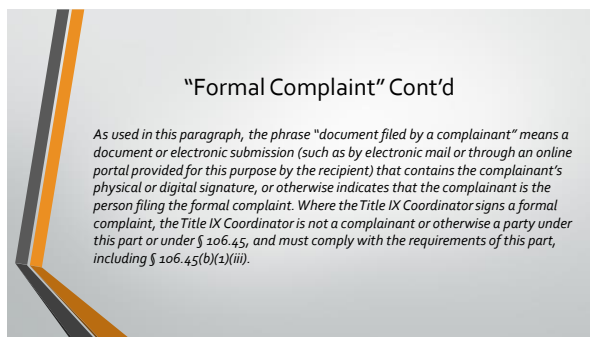 “Formal Complaint” Cont’d
As used in this paragraph, the phrase “document filed by a complainant” means a
document or electronic submission (such as by electronic mail or through an online
portal provided for this purpose by the recipient) that contains the complainant’s
physical or digital signature, or otherwise indicates that the complainant is the
person filing the formal complaint. Where the Title IX Coordinator signs a formal
complaint, the Title IX Coordinator is not a complainant or otherwise a party under
this part or under § 106.45, and must comply with the requirements of this part,
including § 106.45(b)(1)(iii).